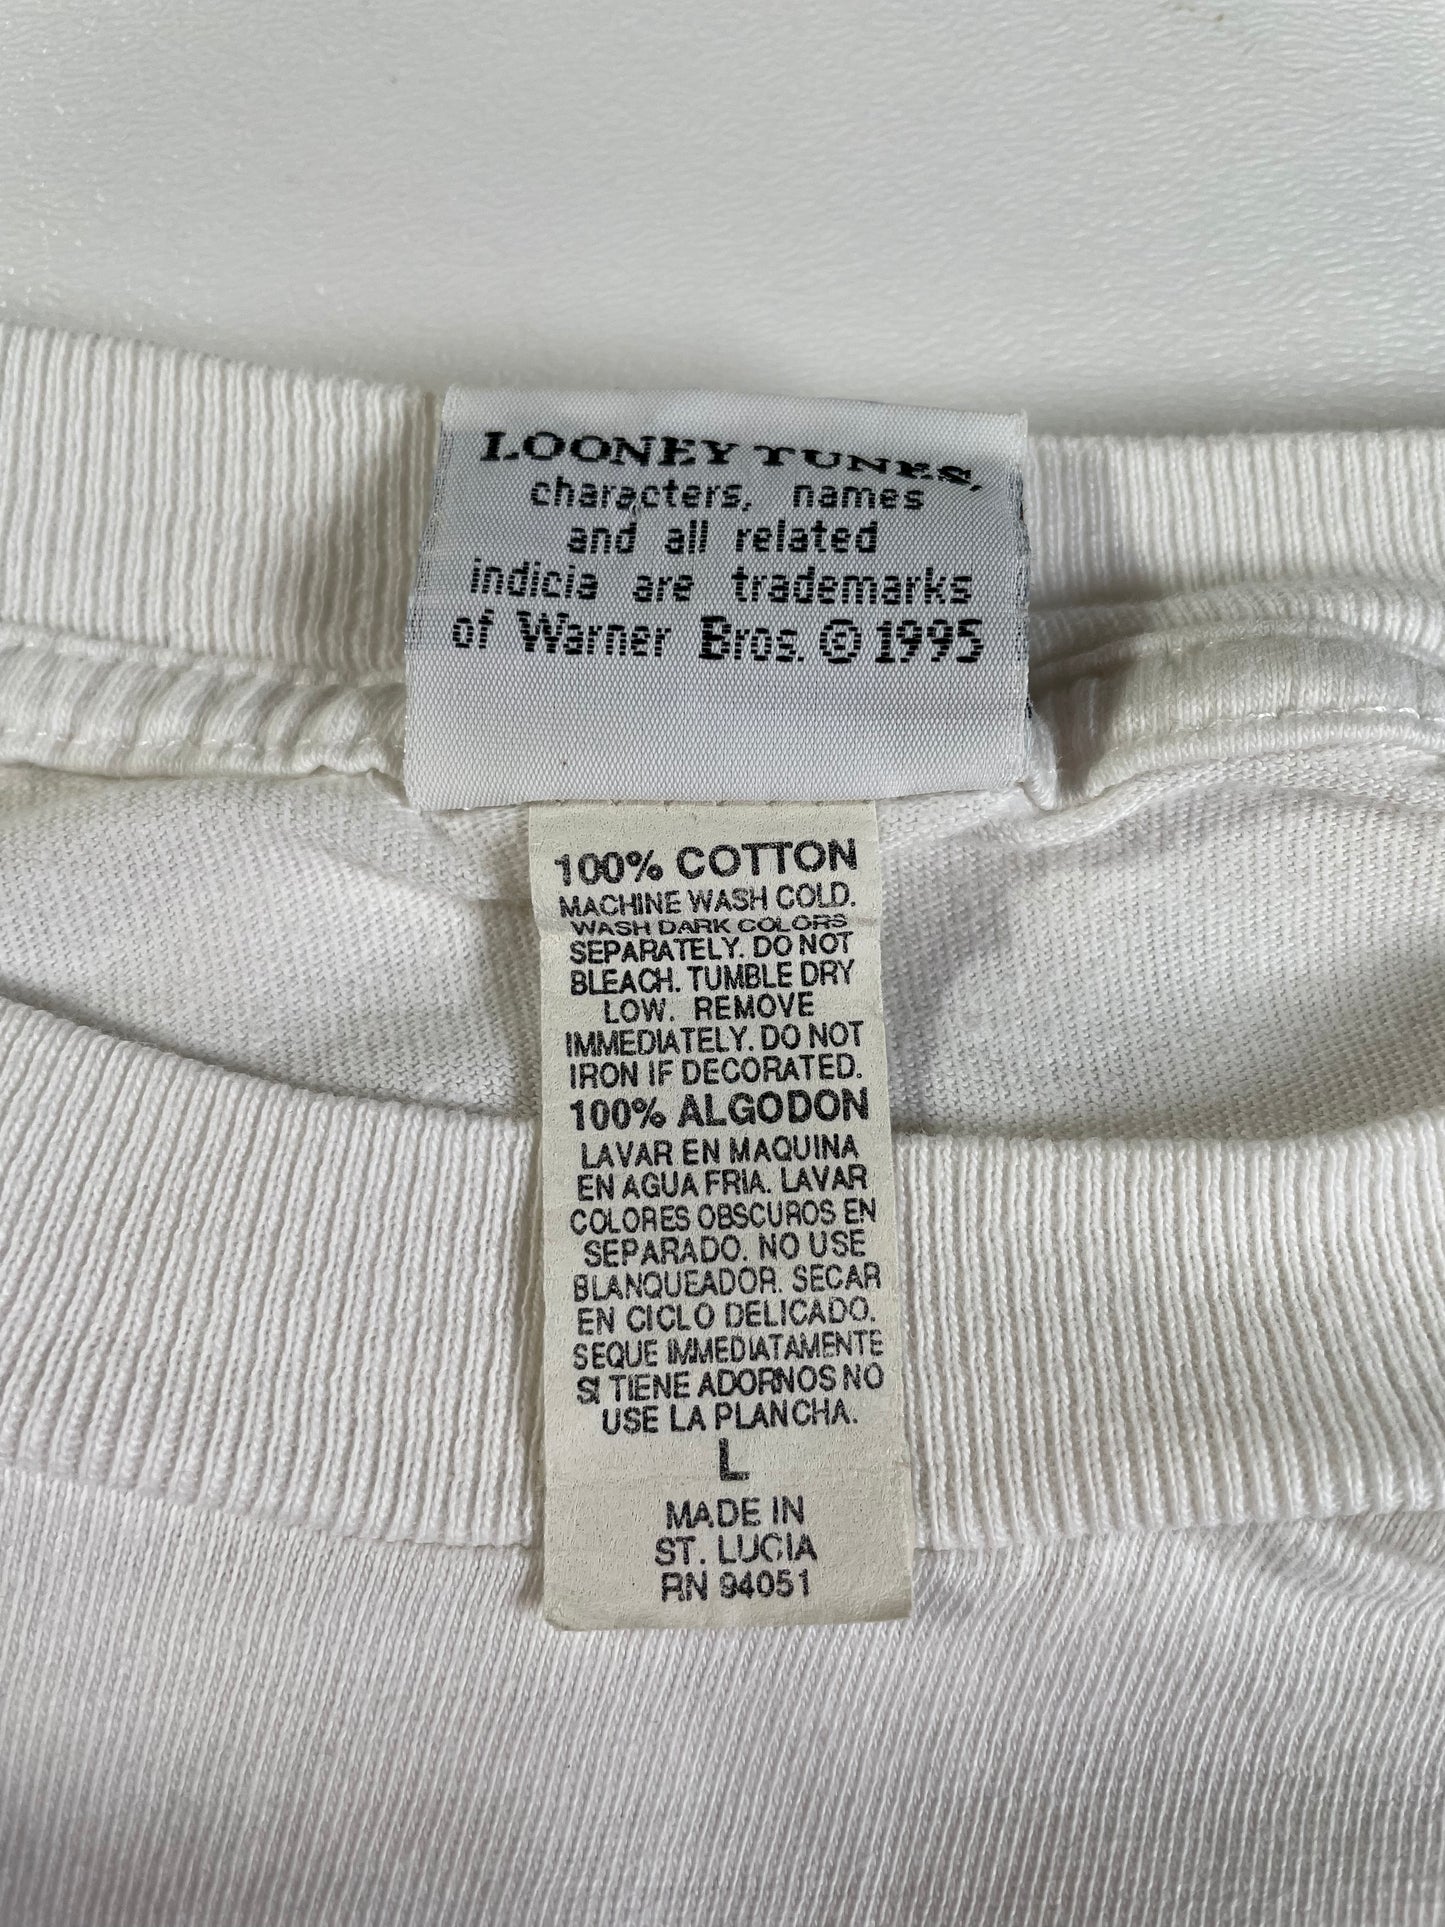 LOONEY TUNES,
characters, names
and all related
indicia are trademarks
of Warner Bros. © 1995
100% COTTON
MACHINE WASH COLD.
WASH DARK COLORS
SEPARATELY. DO NOT
BLEACH. TUMBLE DRY
LOW. REMOVE
IMMEDIATELY. DO NOT
IRON IF DECORATED.
100% ALGODON
LAVAR EN MAQUINA
EN AGUA FRIA. LAVAR
COLORES OBSCUROS EN
SEPARADO. NO USE
BLANQUEADOR. SECAR
EN CICLO DELICADO.
SEQUE IMMEDIATAMENTE
SI TIENE ADORNOS NO
USE LA PLANCHA.
L
MADE IN
ST. LUCIA
RN 94051